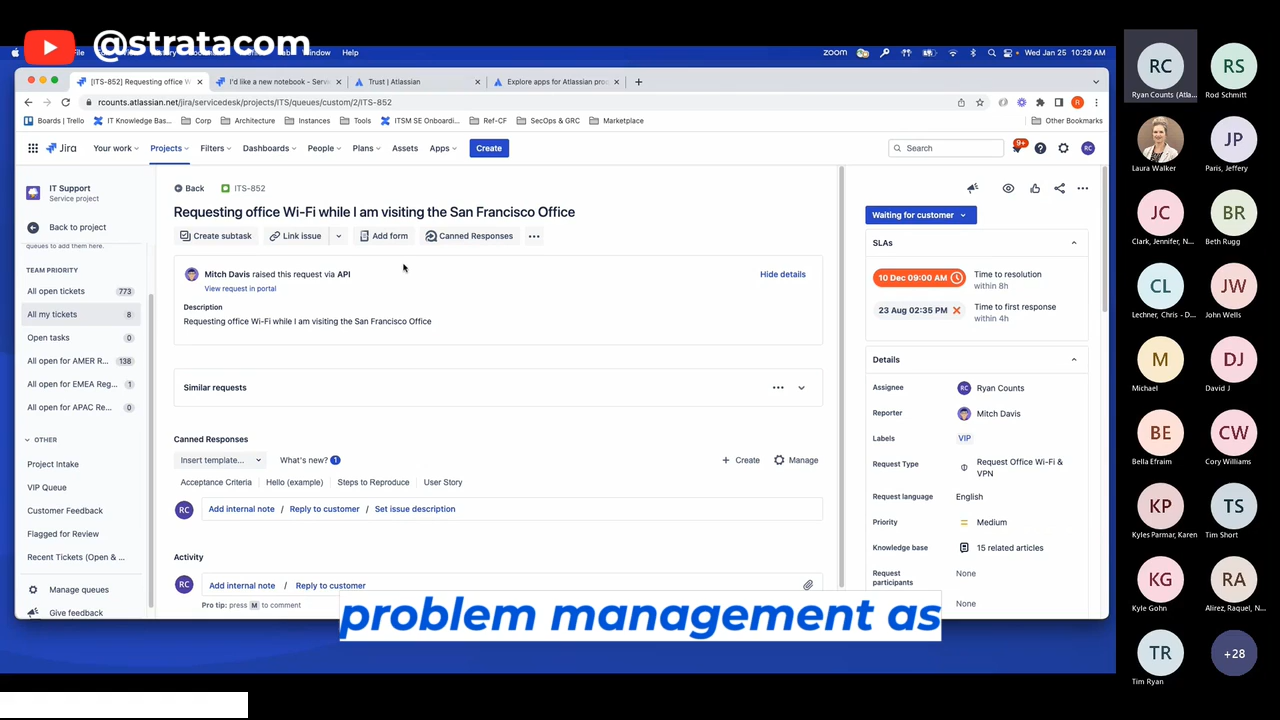 @stratacom
File
Window
Help
zoom
Wed Jan 25 10:29 AM
[ITS-852] Requesting office W
I'd like a new notebook - Servi
Trust | Atlassian
Explore apps for Atlassian pro
rcounts.atlassian.net/jira/servicedesk/projects/ITS/queues/custom/2/ITS-852
Boards | Trello
IT Knowledge Bas...
Corp
Architecture
Instances
Tools
ITSM SE Onboardi...
Ref-CF
SecOps & GRC
Marketplace
Other Bookmarks
Jira
Your work
Projects
Filters
Dashboards
People
Plans
Assets
Apps
Create
Search
9+
RC
IT Support
Service project
Back to project
queues to add them here.
TEAM PRIORITY
All open tickets 773
All my tickets 8
Open tasks 0
All open for AMER R... 138
All open for EMEA Reg... 1
All open for APAC Re... 0
OTHER
Project Intake
VIP Queue
Customer Feedback
Flagged for Review
Recent Tickets (Open & ...
Manage queues
Give feedback
Back
ITS-852
Requesting office Wi-Fi while I am visiting the San Francisco Office
Create subtask
Link issue
Add form
Canned Responses
Mitch Davis raised this request via API
Hide details
View request in portal
Description
Requesting office Wi-Fi while I am visiting the San Francisco Office
Similar requests
Canned Responses
Insert template...
What's new? 1
Create
Manage
Acceptance Criteria
Hello (example)
Steps to Reproduce
User Story
RC
Add internal note / Reply to customer / Set issue description
Activity
RC
Add internal note / Reply to customer
Pro tip: press M to comment
Waiting for customer
SLAs
10 Dec 09:00 AM
Time to resolution
within 8h
23 Aug 02:35 PM
Time to first response
within 4h
Details
Assignee
RC Ryan Counts
Reporter
Mitch Davis
Labels
VIP
Request Type
Request Office Wi-Fi &
VPN
Request language
English
Priority
Medium
Knowledge base
15 related articles
Request
participants
None
None
problem management as
RC
Ryan Counts (Atla...
RS
Rod Schmitt
Laura Walker
JP
Paris, Jeffery
JC
Clark, Jennifer, N...
BR
Beth Rugg
CL
Lechner, Chris - D...
JW
John Wells
M
Michael
DJ
David J
BE
Bella Efraim
CW
Cory Williams
KP
Kyles Parmar, Karen
TS
Tim Short
KG
Kyle Gohn
RA
Alirez, Raquel, N...
TR
Tim Ryan
+28